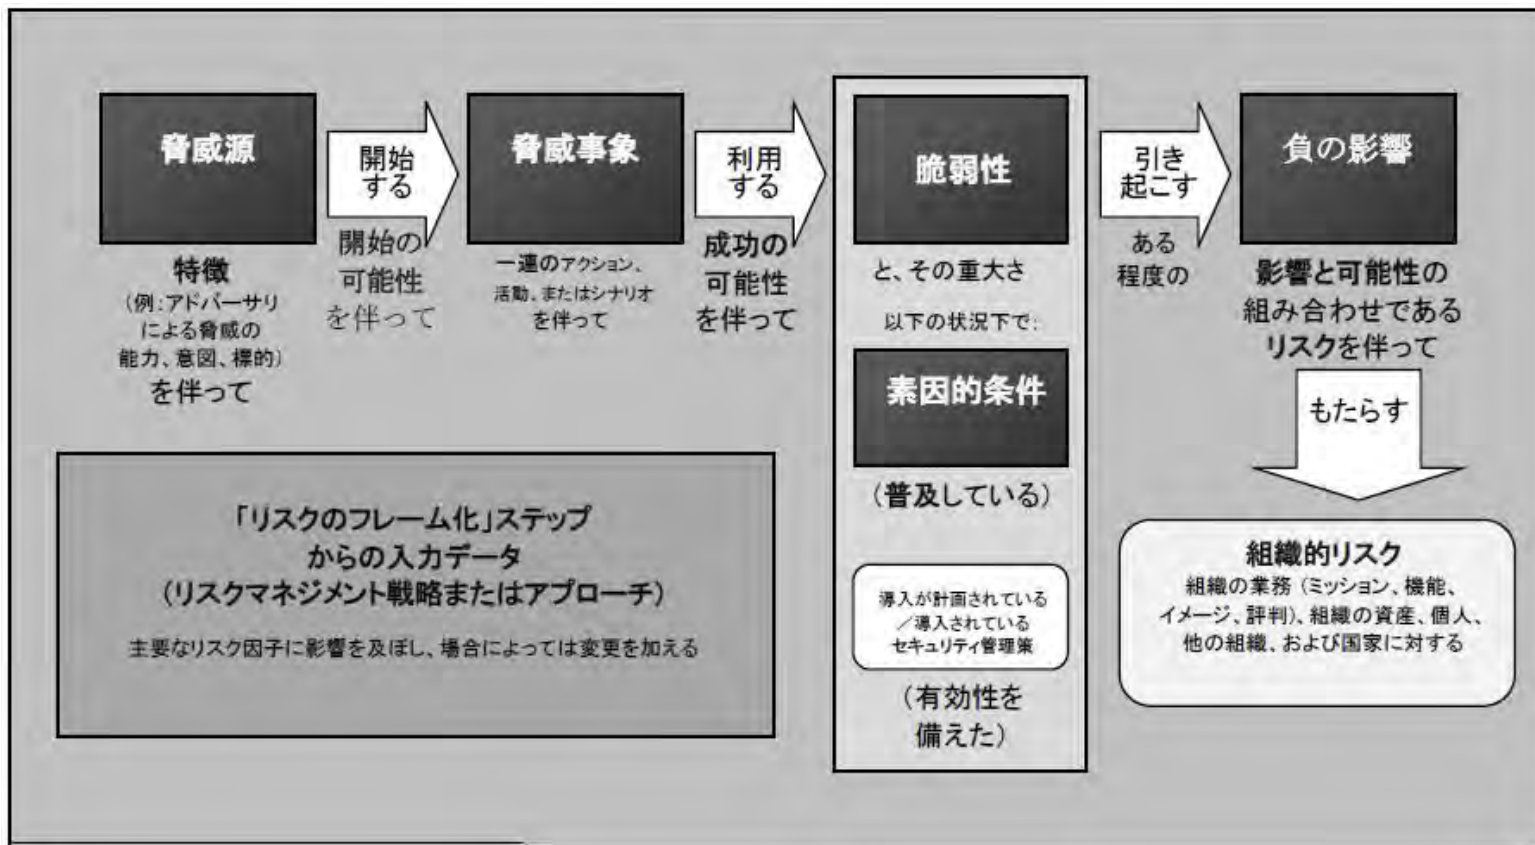 脅威源
特徴
(例:アドバーサリ
による脅威の
能力、意図、標的)
を伴って
開始
する
開始の
可能性
を伴って
脅威事象
一連のアクション、
活動、またはシナリオ
を伴って
利用
する
成功の
可能性
を伴って
脆弱性
と、その重大さ
以下の状況下で:
素因的条件
(普及している)
導入が計画されている
/導入されている
セキュリティ管理策
(有効性を
備えた)
引き
起こす
ある
程度の
負の影響
影響と可能性の
組み合わせである
リスクを伴って
もたらす
組織的リスク
組織の業務(ミッション、機能、
イメージ、評判)、組織の資産、個人、
他の組織、および国家に対する
「リスクのフレーム化」ステップ
からの入力データ
(リスクマネジメント戦略またはアプローチ)
主要なリスク因子に影響を及ぼし、場合によっては変更を加える